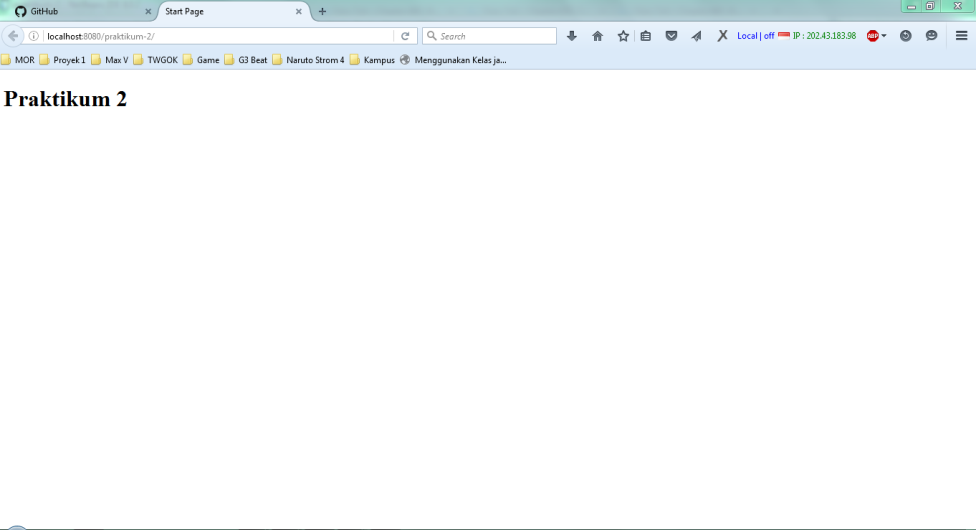 GitHub Start Page
localhost:8080/praktikum-2/ Search Local | off IP : 202.43.183.98 ABP
MOR Proyek 1 Max V TWGOK Game G3 Beat Naruto Strom 4 Kampus Menggunakan Kelas ja...
Praktikum 2